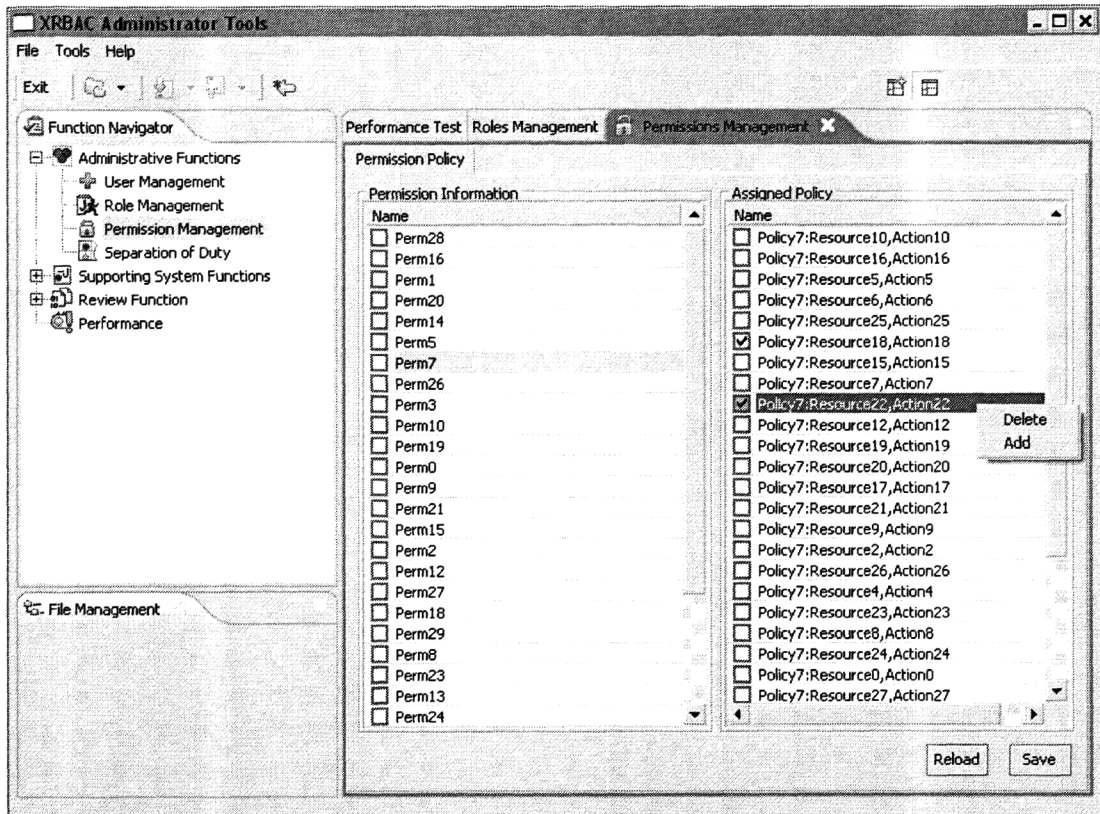 XRBAC Administrator Tools
File Tools Help
Exit
Function Navigator
Administrative Functions
User Management
Role Management
Permission Management
Separation of Duty
Supporting System Functions
Review Function
Performance
File Management
Performance Test Roles Management Permissions Management
Permission Policy
Permission Information
Name
Perm28
Perm16
Perm1
Perm20
Perm14
Perm5
Perm7
Perm26
Perm3
Perm10
Perm19
Perm0
Perm9
Perm21
Perm15
Perm2
Perm12
Perm27
Perm18
Perm29
Perm8
Perm23
Perm13
Perm24
Assigned Policy
Name
Policy7:Resource10,Action10
Policy7:Resource16,Action16
Policy7:Resource5,Action5
Policy7:Resource6,Action6
Policy7:Resource25,Action25
Policy7:Resource18,Action18
Policy7:Resource15,Action15
Policy7:Resource7,Action7
Policy7:Resource22,Action22
Policy7:Resource12,Action12
Policy7:Resource19,Action19
Policy7:Resource20,Action20
Policy7:Resource17,Action17
Policy7:Resource21,Action21
Policy7:Resource9,Action9
Policy7:Resource2,Action2
Policy7:Resource26,Action26
Policy7:Resource4,Action4
Policy7:Resource23,Action23
Policy7:Resource8,Action8
Policy7:Resource24,Action24
Policy7:Resource0,Action0
Policy7:Resource27,Action27
Delete
Add
Reload Save